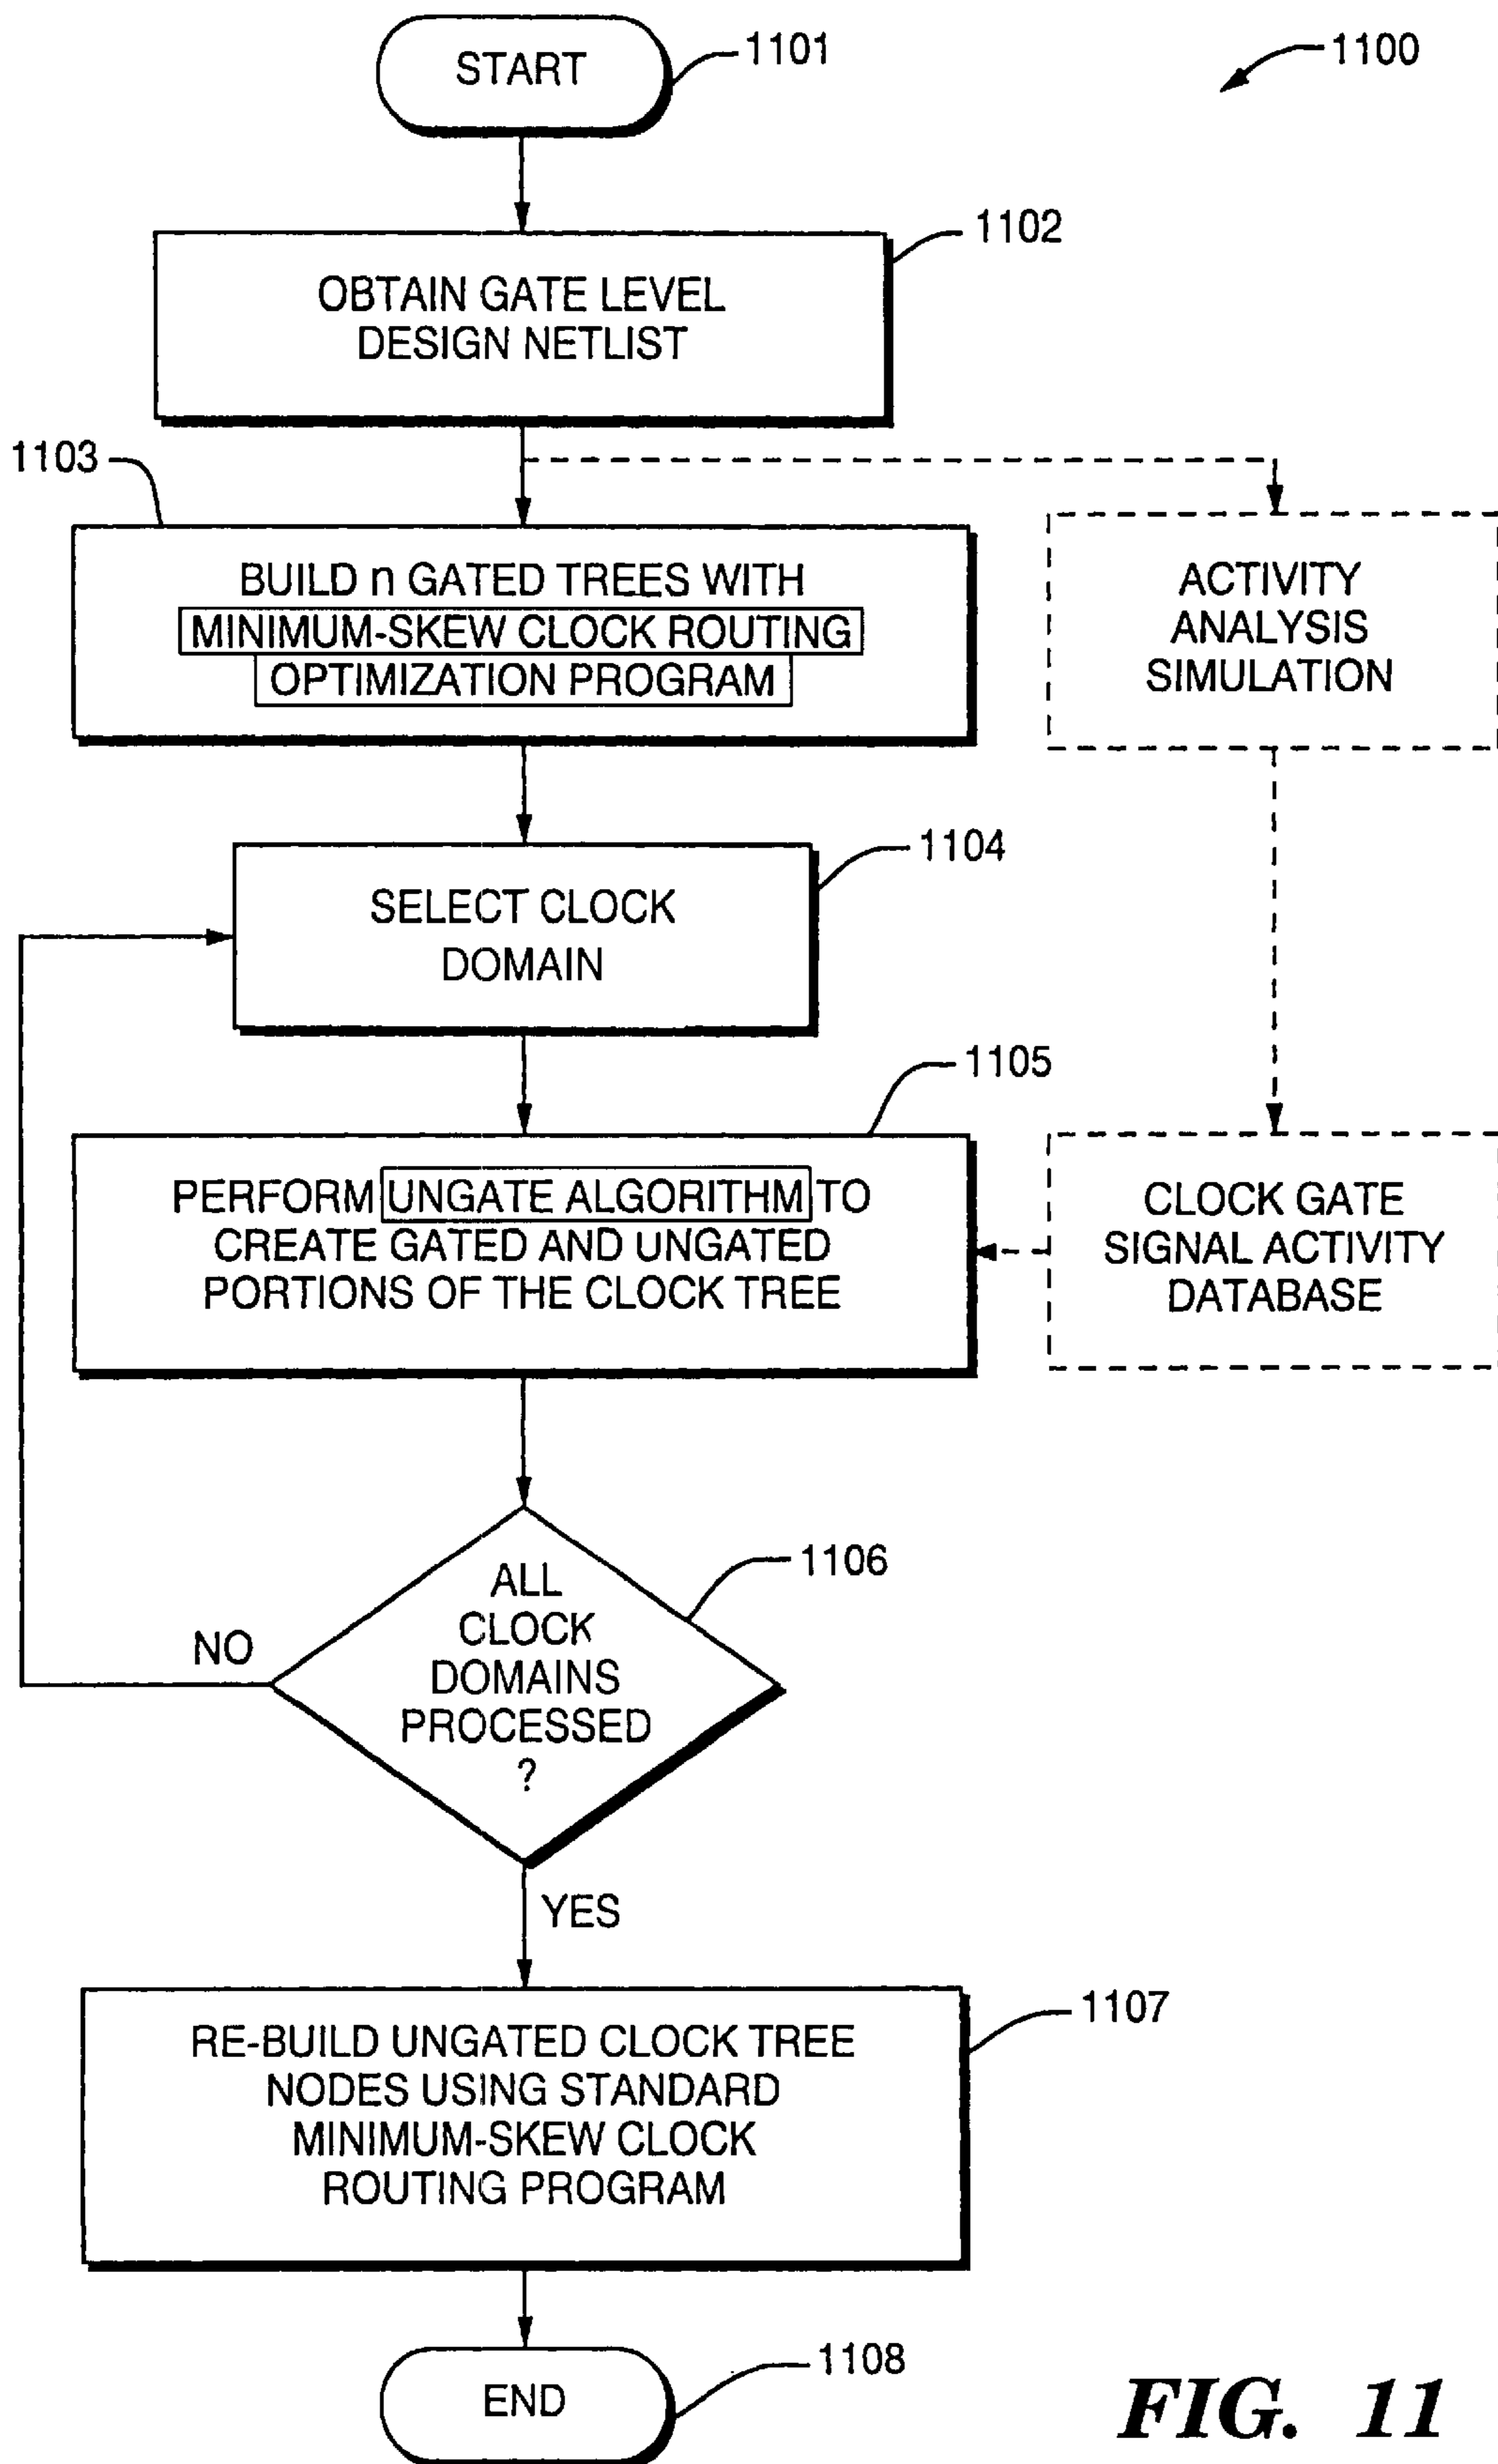 START
1101
1100
1102
OBTAIN GATE LEVEL
DESIGN NETLIST
1103
BUILD n GATED TREES WITH
MINIMUM-SKEW CLOCK ROUTING
OPTIMIZATION PROGRAM
ACTIVITY
ANALYSIS
SIMULATION
1104
SELECT CLOCK
DOMAIN
1105
PERFORM UNGATE ALGORITHM TO
CREATE GATED AND UNGATED
PORTIONS OF THE CLOCK TREE
CLOCK GATE
SIGNAL ACTIVITY
DATABASE
1106
ALL
CLOCK
DOMAINS
PROCESSED
?
NO
YES
1107
RE-BUILD UNGATED CLOCK TREE
NODES USING STANDARD
MINIMUM-SKEW CLOCK
ROUTING PROGRAM
1108
END
FIG. 11